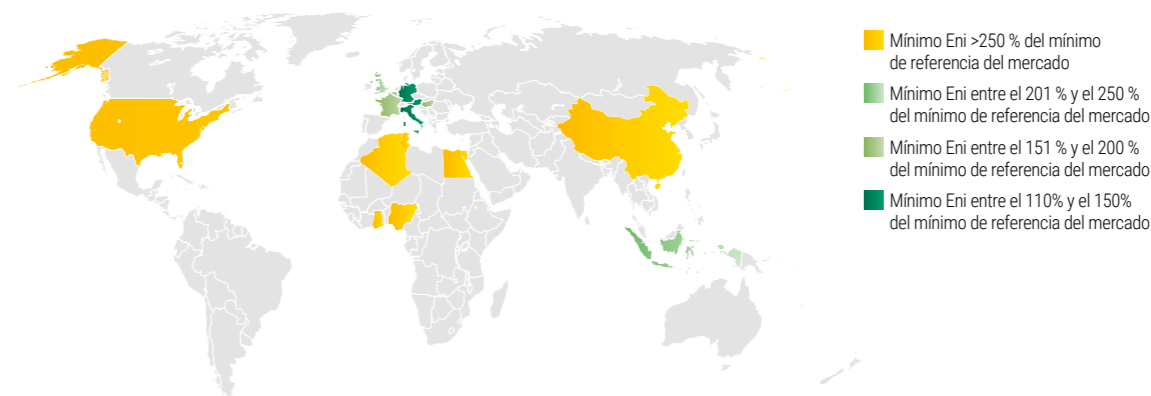 Mínimo Eni >250 % del mínimo
de referencia del mercado
Mínimo Eni entre el 201 % y el 250 %
del mínimo de referencia del mercado
Mínimo Eni entre el 151 % y el 200 %
del mínimo de referencia del mercado
Mínimo Eni entre el 110% y el 150%
del mínimo de referencia del mercado